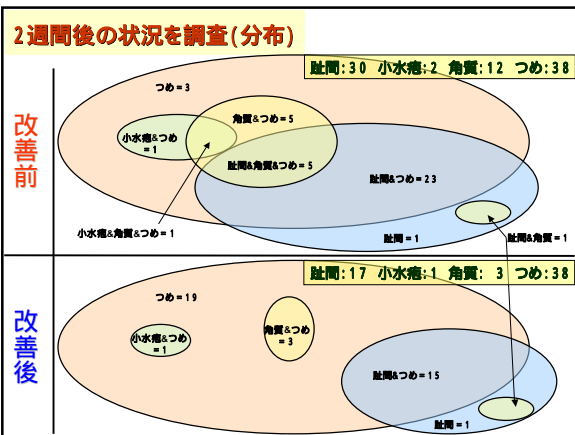 2週間後の状況を調査(分布)
趾間:30 小水疱:2 角質:12 つめ:38
改善前
つめ=3
角質&つめ=5
小水疱&つめ
=1
趾間&角質&つめ=5
趾間&つめ=23
小水疱&角質&つめ=1
趾間=1
趾間&角質=1
改善後
趾間:17 小水疱:1 角質: 3 つめ:38
つめ=19
小水疱&つめ
=1
角質&つめ
=3
趾間&つめ=15
趾間=1